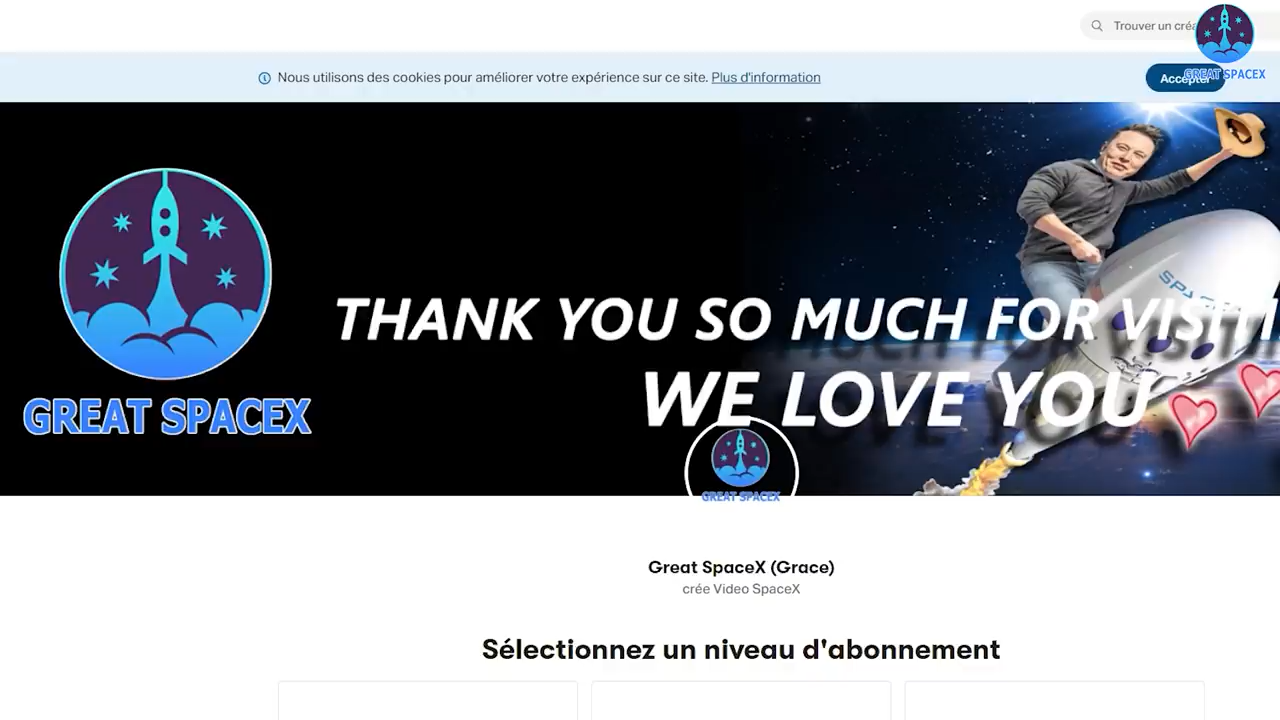 Trouver un créa
Nous utilisons des cookies pour améliorer votre expérience sur ce site. Plus d'information
Accepter
GREAT SPACEX
THANK YOU SO MUCH FOR VISITI
WE LOVE YOU
GREAT SPACEX
GREAT SPACEX
Great SpaceX (Grace)
crée Video SpaceX
Sélectionnez un niveau d'abonnement